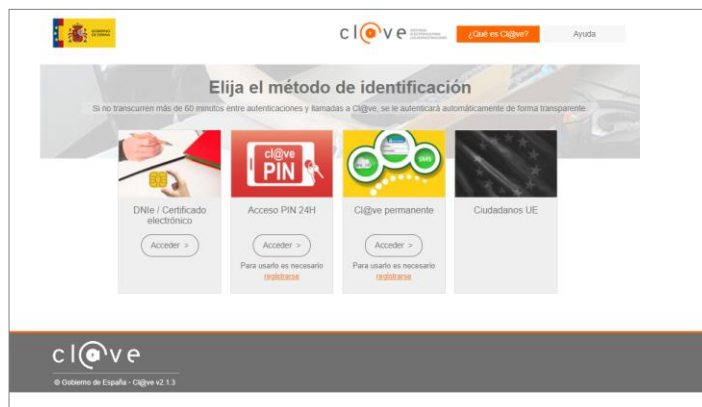 GOBIERNO
DE ESPAÑA
cl@ve
¿Qué es Cl@ve?
Ayuda
Elija el método de identificación
Si no transcurren más de 60 minutos entre autenticaciones y llamadas a Cl@ve, se le autenticará automáticamente de forma transparente.
cl@ve
PIN
DNIe / Certificado
electrónico
Acceder >
Acceso PIN 24H
Acceder >
Para usarlo es necesario
registrarse
Cl@ve permanente
Acceder >
Para usarlo es necesario
registrarse
Ciudadanos UE
cl@ve
© Gobierno de España - Cl@ve v2.1.3